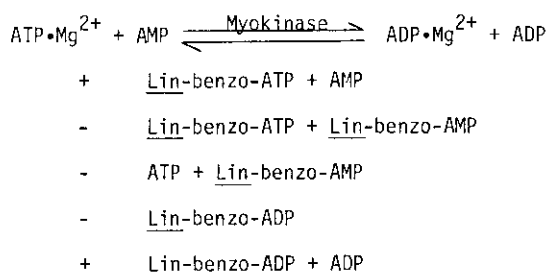 Myokinase
ATP•Mg2+ + AMP ⇌ ADP•Mg2+ + ADP
+ Lin-benzo-ATP + AMP
- Lin-benzo-ATP + Lin-benzo-AMP
- ATP + Lin-benzo-AMP
- Lin-benzo-ADP
+ Lin-benzo-ADP + ADP